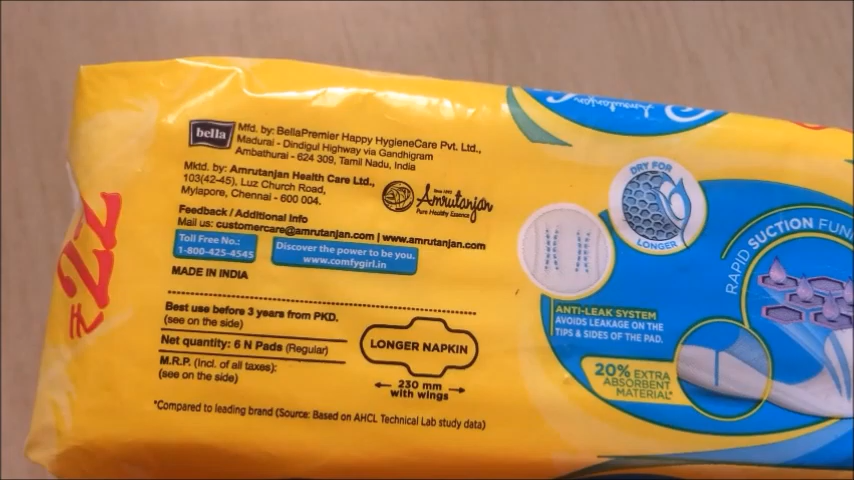 bella
Mfd. by: BellaPremier Happy HygieneCare Pvt. Ltd.,
Madurai - Dindigul Highway via Gandhigram
Ambathurai - 624 309, Tamil Nadu, India
Mktd. by: Amrutanjan Health Care Ltd.,
103(42-45), Luz Church Road,
Mylapore, Chennai - 600 004.
Amrutanjan
Pure Healthy Essence
Feedback / Additional Info
Mail us: customercare@amrutanjan.com | www.amrutanjan.com
Toll Free No.:
1-800-425-4545
Discover the power to be you.
www.comfygirl.in
MADE IN INDIA
Best use before 3 years from PKD.
(see on the side)
Net quantity: 6 N Pads (Regular)
M.R.P. (Incl. of all taxes):
(see on the side)
LONGER NAPKIN
230 mm
with wings
*Compared to leading brand (Source: Based on AHCL Technical Lab study data)
₹22
Amrutanjan
DRY FOR
LONGER
RAPID SUCTION FUN
ANTI-LEAK SYSTEM
AVOIDS LEAKAGE ON THE
TIPS & SIDES OF THE PAD.
20% EXTRA
ABSORBENT
MATERIAL*